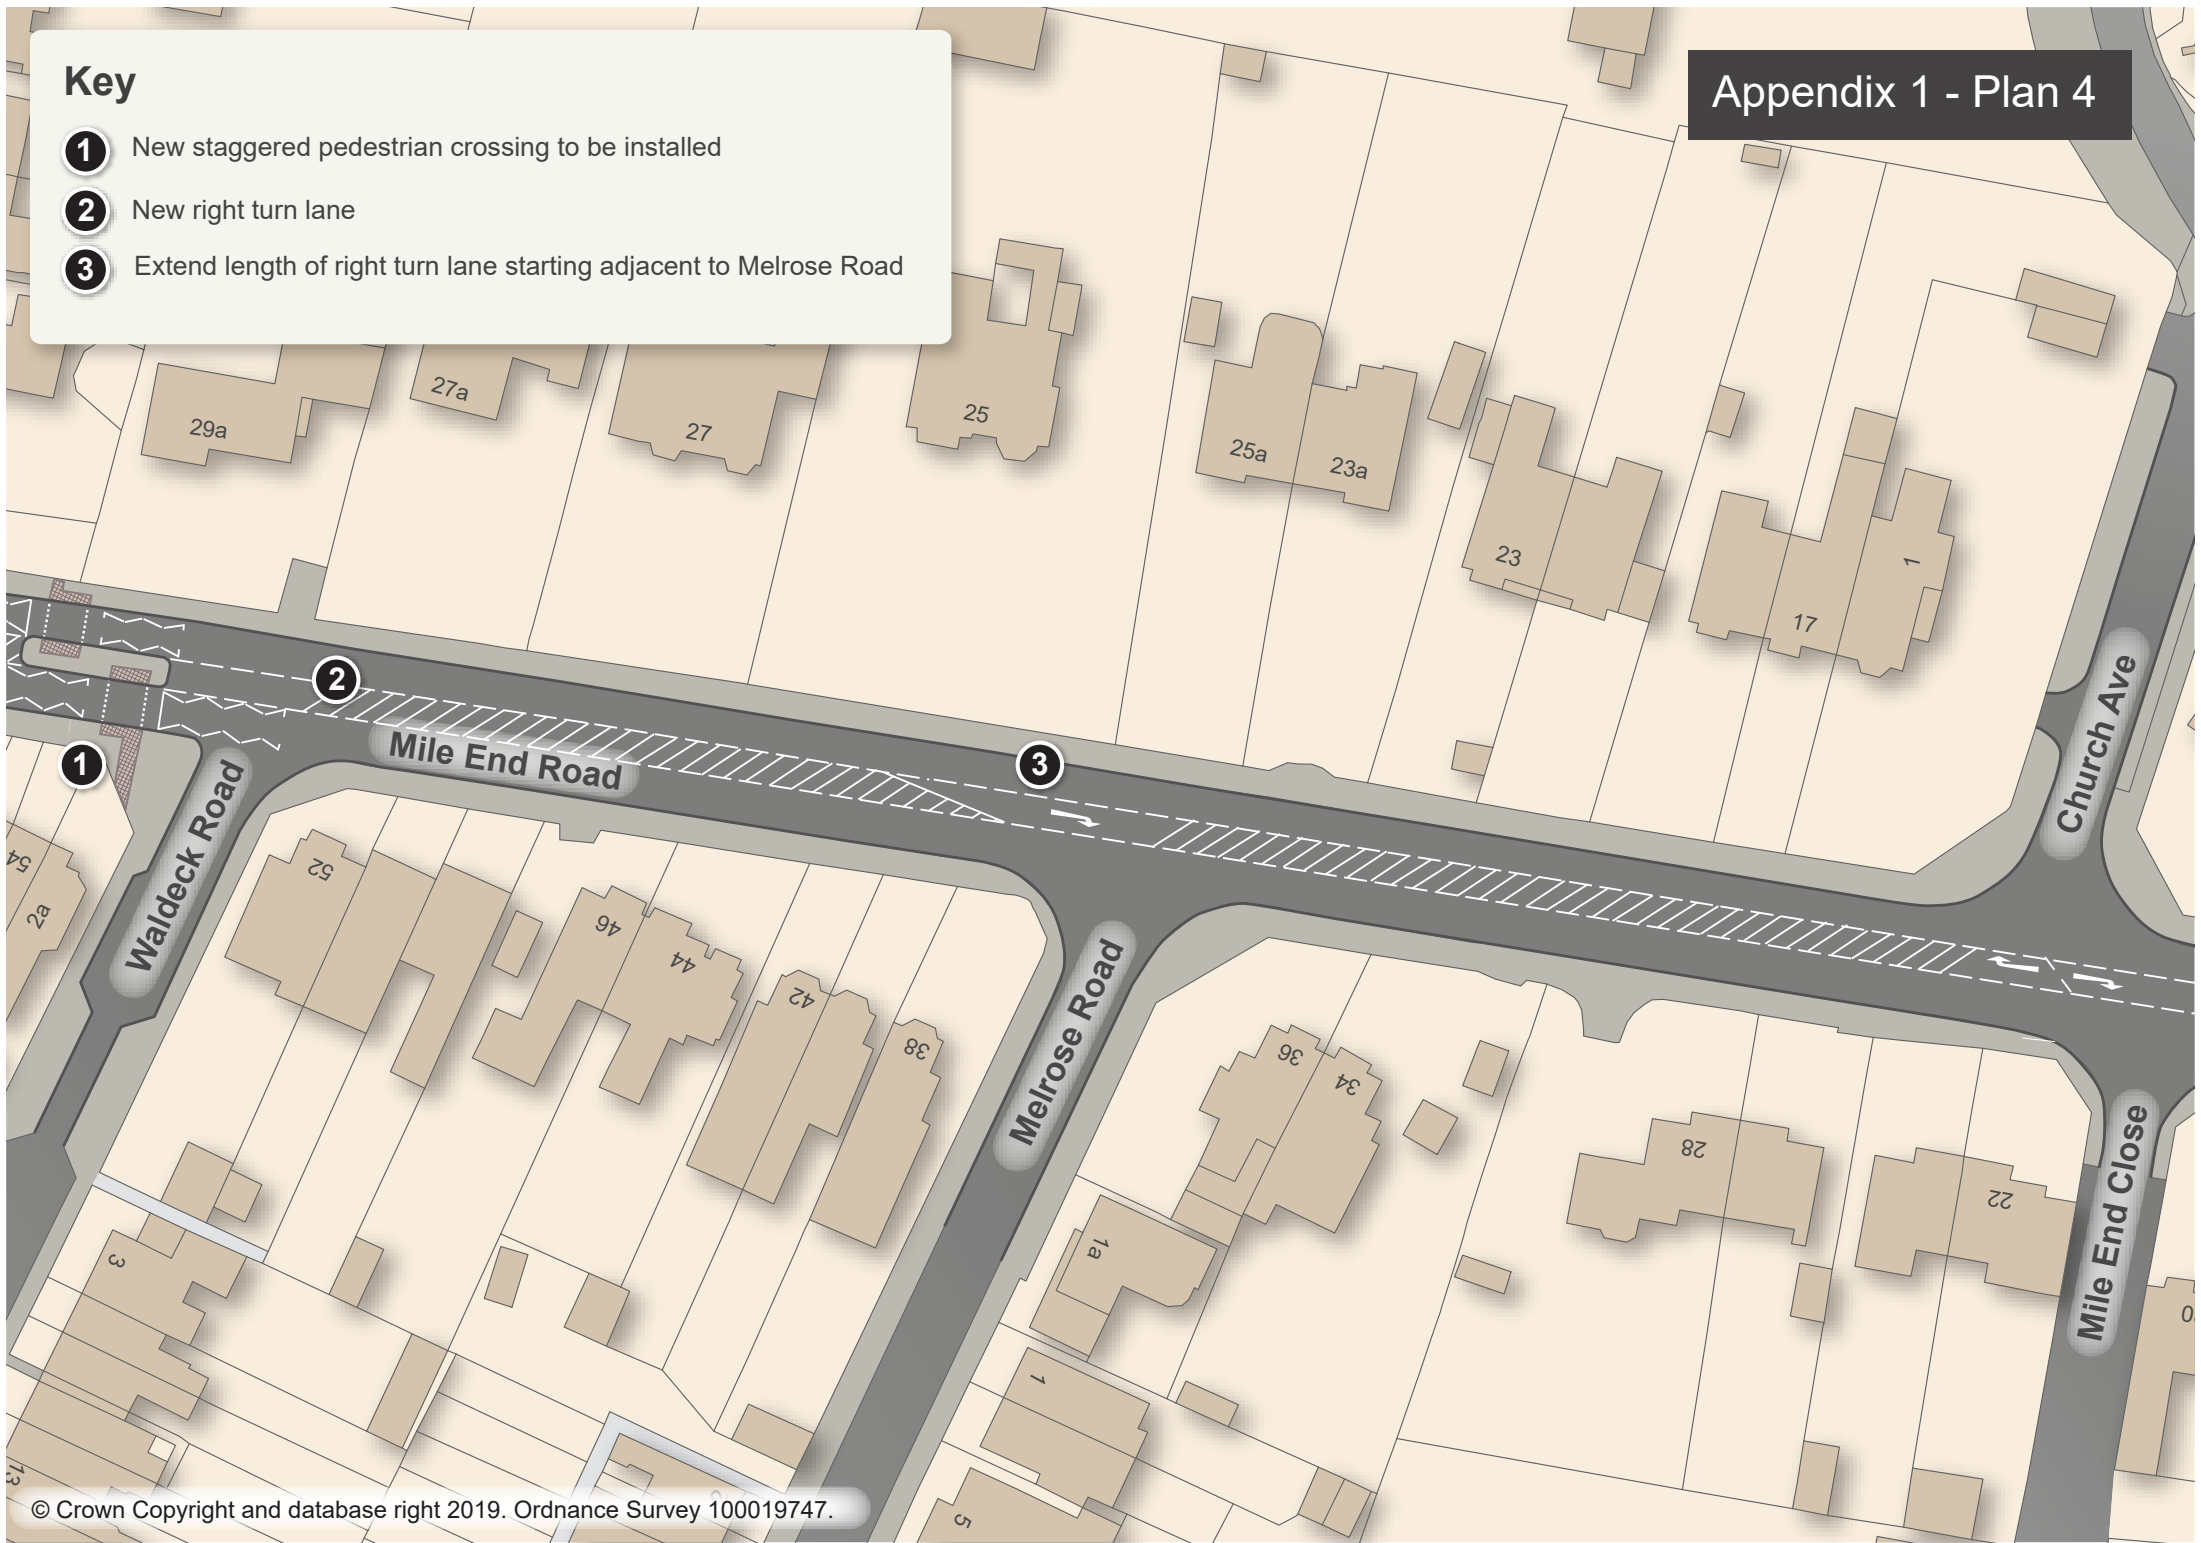 Key
1 New staggered pedestrian crossing to be installed
2 New right turn lane
3 Extend length of right turn lane starting adjacent to Melrose Road
Appendix 1 - Plan 4
29a
27a
27
25
25a
23a
23
17
1
2
3
1
Mile End Road
Church Ave
Waldeck Road
Melrose Road
Mile End Close
54
2a
52
46
44
42
38
36
34
28
22
3
1a
1
13
5
© Crown Copyright and database right 2019. Ordnance Survey 100019747.